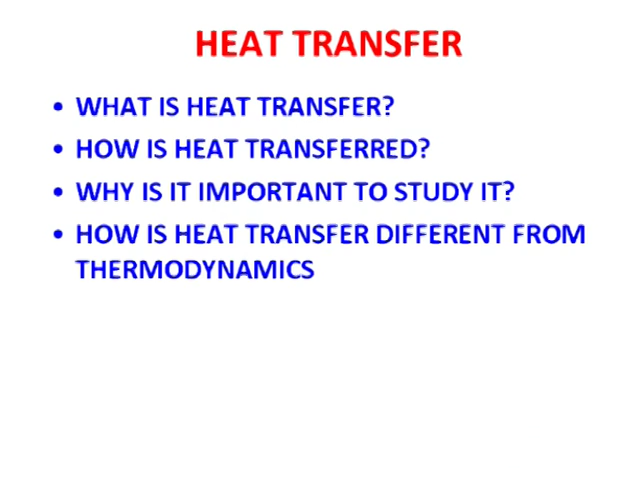 HEAT TRANSFER
• WHAT IS HEAT TRANSFER?
• HOW IS HEAT TRANSFERRED?
• WHY IS IT IMPORTANT TO STUDY IT?
• HOW IS HEAT TRANSFER DIFFERENT FROM
THERMODYNAMICS